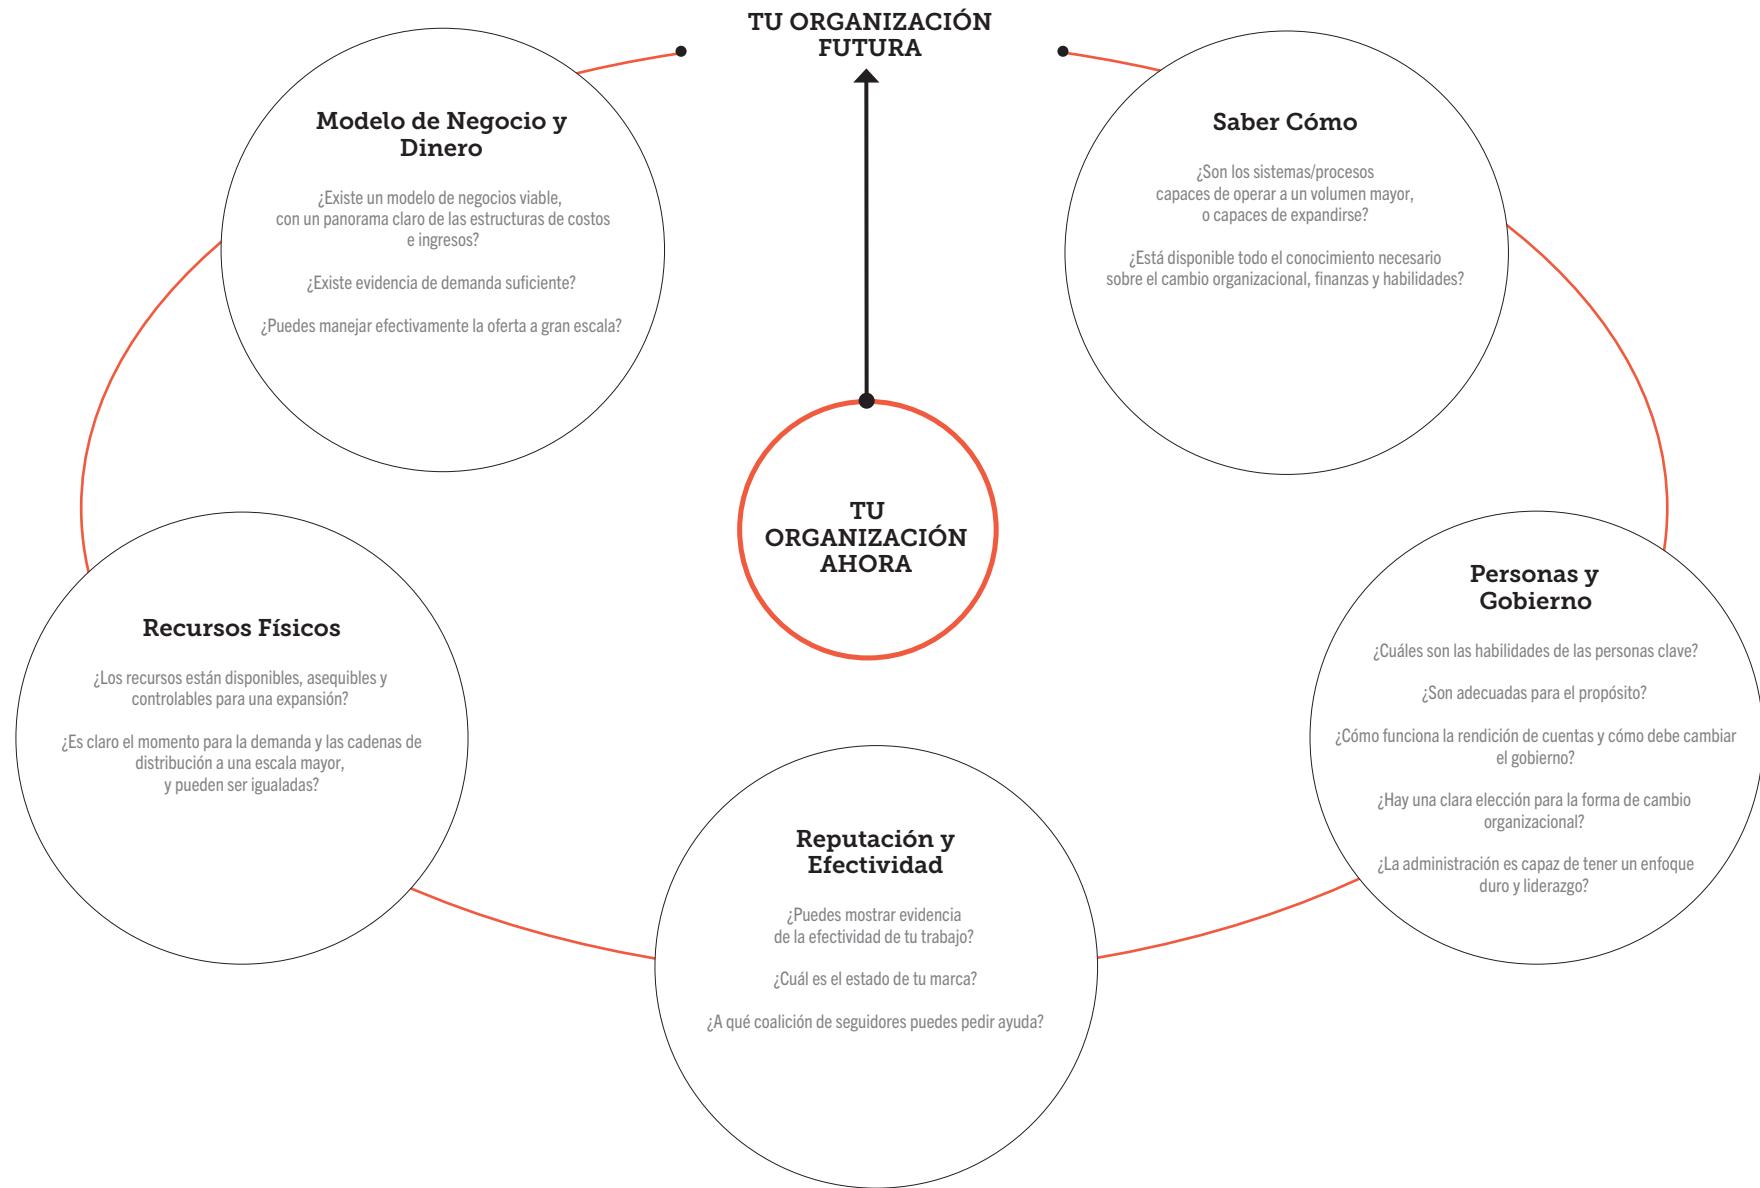 TU ORGANIZACIÓN
FUTURA
Modelo de Negocio y
Dinero
¿Existe un modelo de negocios viable,
con un panorama claro de las estructuras de costos
e ingresos?
¿Existe evidencia de demanda suficiente?
¿Puedes manejar efectivamente la oferta a gran escala?
Saber Cómo
¿Son los sistemas/procesos
capaces de operar a un volumen mayor,
o capaces de expandirse?
¿Está disponible todo el conocimiento necesario
sobre el cambio organizacional, finanzas y habilidades?
TU
ORGANIZACIÓN
AHORA
Recursos Físicos
¿Los recursos están disponibles, asequibles y
controlables para una expansión?
¿Es claro el momento para la demanda y las cadenas de
distribución a una escala mayor,
y pueden ser igualadas?
Personas y
Gobierno
¿Cuáles son las habilidades de las personas clave?
¿Son adecuadas para el propósito?
¿Cómo funciona la rendición de cuentas y cómo debe cambiar
el gobierno?
¿Hay una clara elección para la forma de cambio
organizacional?
¿La administración es capaz de tener un enfoque
duro y liderazgo?
Reputación y
Efectividad
¿Puedes mostrar evidencia
de la efectividad de tu trabajo?
¿Cuál es el estado de tu marca?
¿A qué coalición de seguidores puedes pedir ayuda?